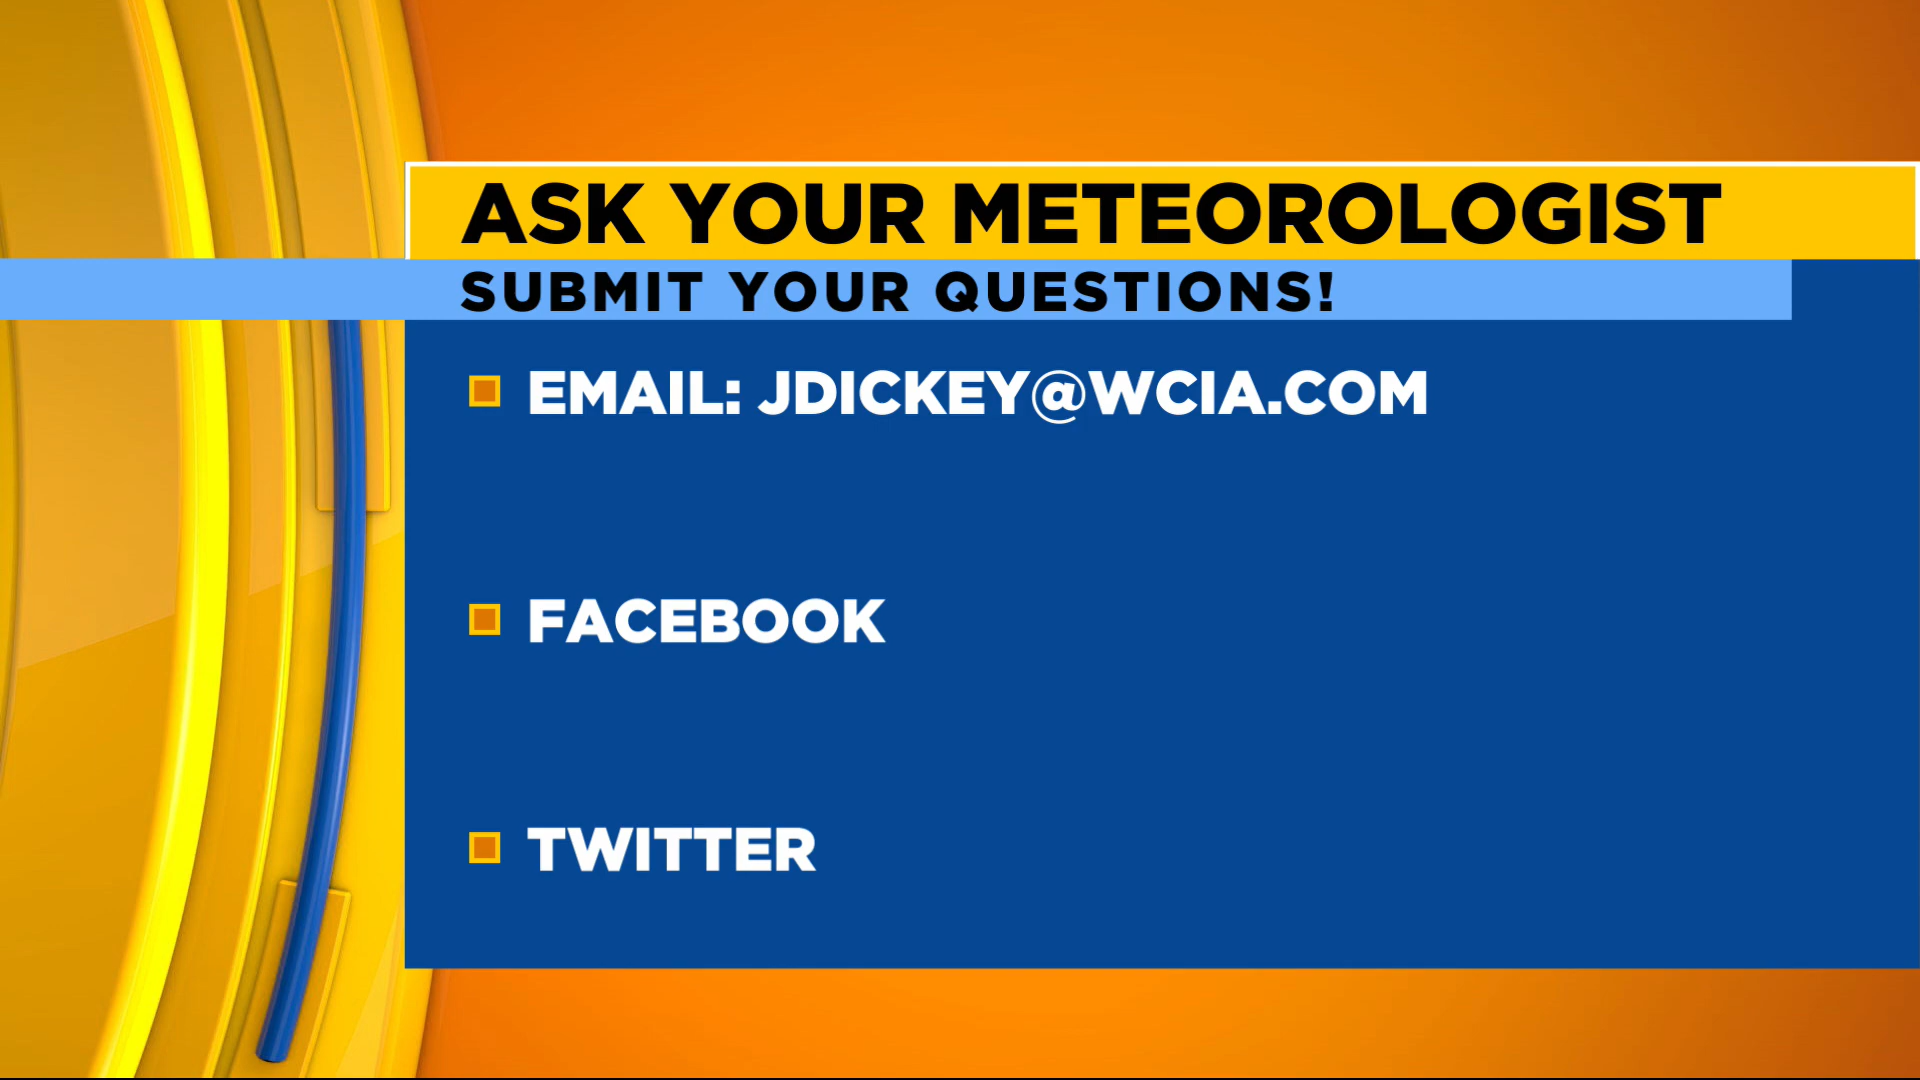 ASK YOUR METEOROLOGIST
SUBMIT YOUR QUESTIONS!
EMAIL: JDICKEY@WCIA.COM
FACEBOOK
TWITTER